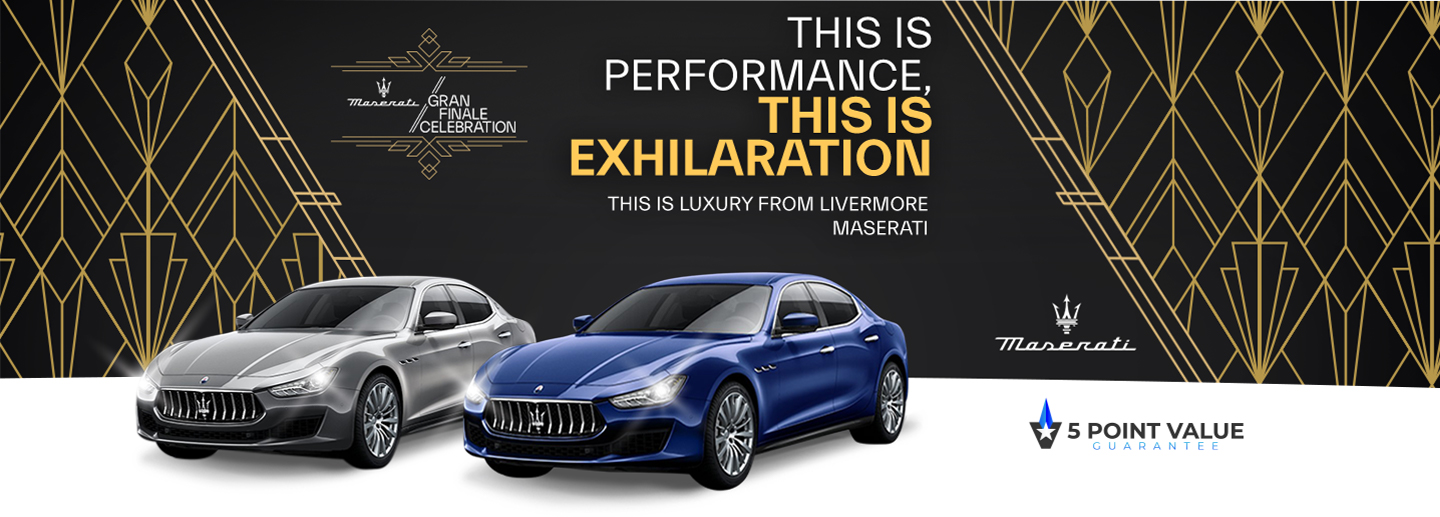 Maserati
GRAN
FINALE
CELEBRATION
THIS IS
PERFORMANCE,
THIS IS
EXHILARATION
THIS IS LUXURY FROM LIVERMORE
MASERATI
Maserati
5 POINT VALUE
GUARANTEE